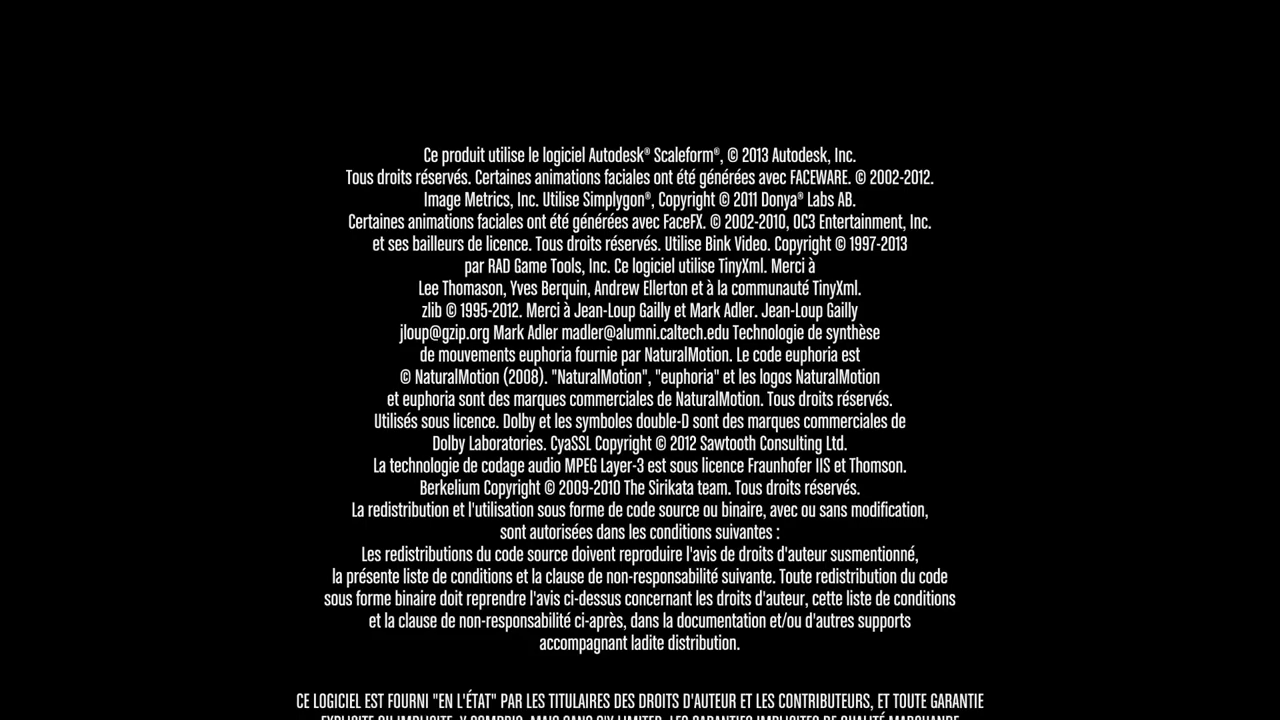 Ce produit utilise le logiciel Autodesk® Scaleform®, © 2013 Autodesk, Inc.
Tous droits réservés. Certaines animations faciales ont été générées avec FACEWARE. © 2002-2012.
Image Metrics, Inc. Utilise Simplygon®, Copyright © 2011 Donya® Labs AB.
Certaines animations faciales ont été générées avec FaceFX. © 2002-2010, OC3 Entertainment, Inc.
et ses bailleurs de licence. Tous droits réservés. Utilise Bink Video. Copyright © 1997-2013
par RAD Game Tools, Inc. Ce logiciel utilise TinyXml. Merci à
Lee Thomason, Yves Berquin, Andrew Ellerton et à la communauté TinyXml.
zlib © 1995-2012. Merci à Jean-Loup Gailly et Mark Adler. Jean-Loup Gailly
jloup@gzip.org Mark Adler madler@alumni.caltech.edu Technologie de synthèse
de mouvements euphoria fournie par NaturalMotion. Le code euphoria est
© NaturalMotion (2008). "NaturalMotion", "euphoria" et les logos NaturalMotion
et euphoria sont des marques commerciales de NaturalMotion. Tous droits réservés.
Utilisés sous licence. Dolby et les symboles double-D sont des marques commerciales de
Dolby Laboratories. CyaSSL Copyright © 2012 Sawtooth Consulting Ltd.
La technologie de codage audio MPEG Layer-3 est sous licence Fraunhofer IIS et Thomson.
Berkelium Copyright © 2009-2010 The Sirikata team. Tous droits réservés.
La redistribution et l'utilisation sous forme de code source ou binaire, avec ou sans modification,
sont autorisées dans les conditions suivantes :
Les redistributions du code source doivent reproduire l'avis de droits d'auteur susmentionné,
la présente liste de conditions et la clause de non-responsabilité suivante. Toute redistribution du code
sous forme binaire doit reprendre l'avis ci-dessus concernant les droits d'auteur, cette liste de conditions
et la clause de non-responsabilité ci-après, dans la documentation et/ou d'autres supports
accompagnant ladite distribution.
CE LOGICIEL EST FOURNI "EN L'ÉTAT" PAR LES TITULAIRES DES DROITS D'AUTEUR ET LES CONTRIBUTEURS, ET TOUTE GARANTIE